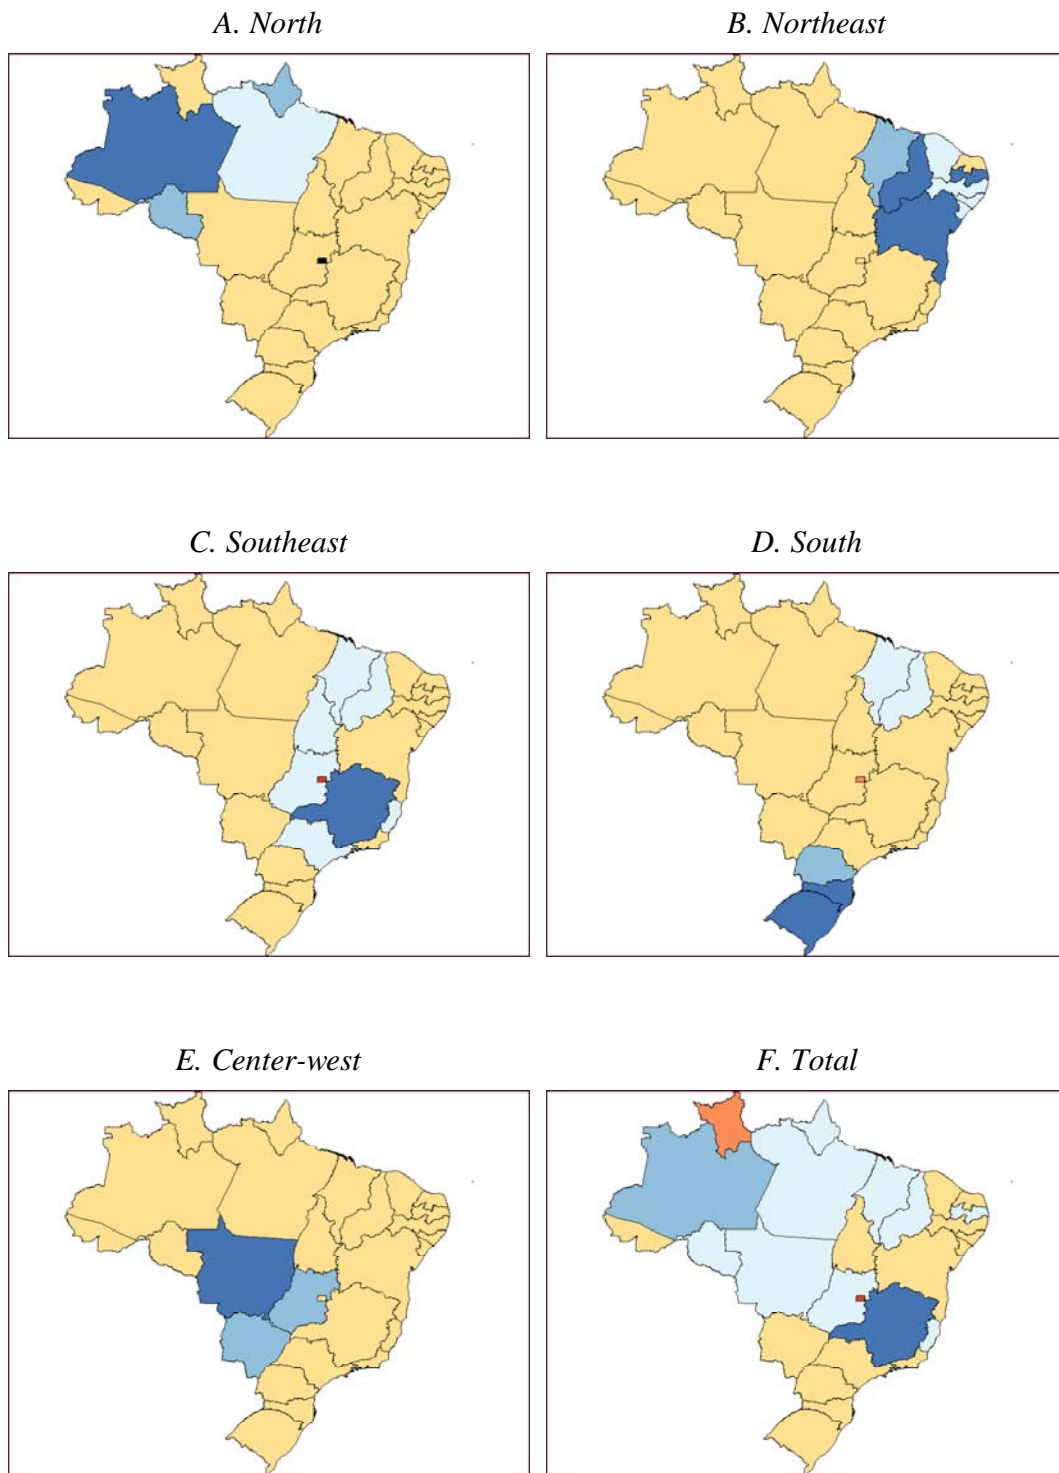 A. North
B. Northeast
C. Southeast
D. South
E. Center-west
F. Total